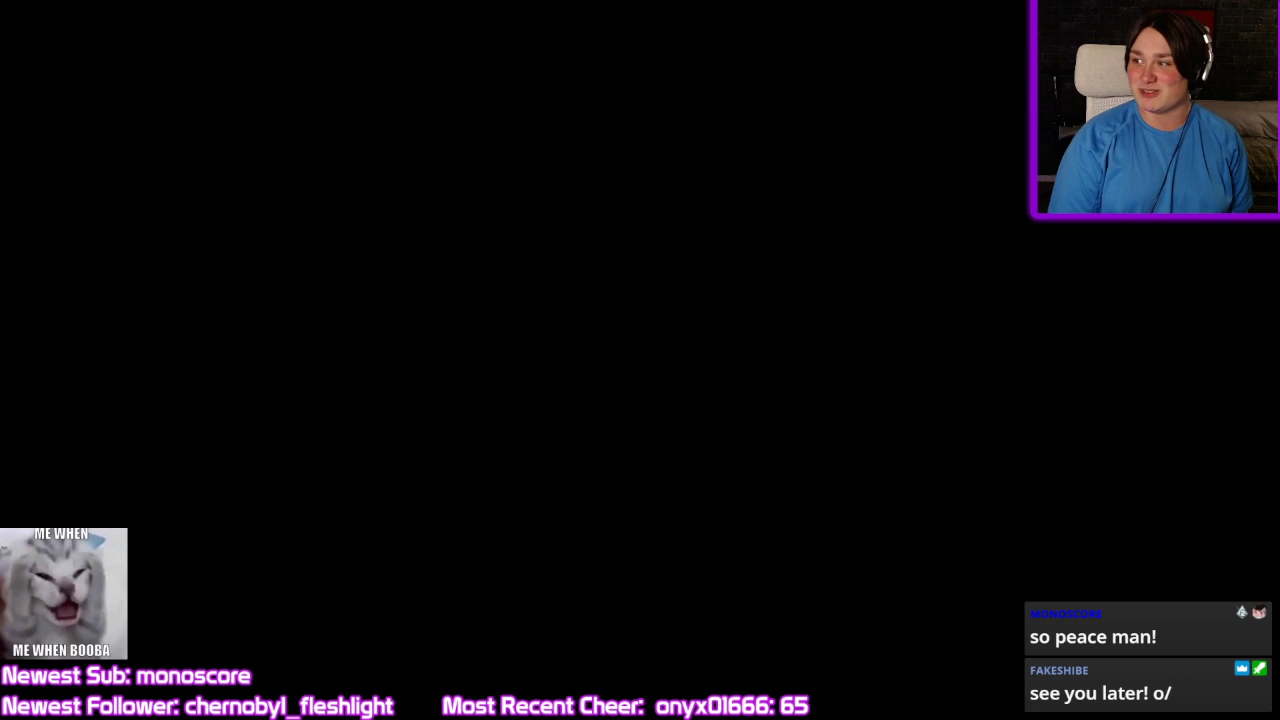 ME WHEN
ME WHEN BOOBA
Newest Sub: monoscore
Newest Follower: chernobyl_fleshlight
Most Recent Cheer: onyx01666: 65
MONOSCORE
so peace man!
FAKESHIBE
see you later! o/